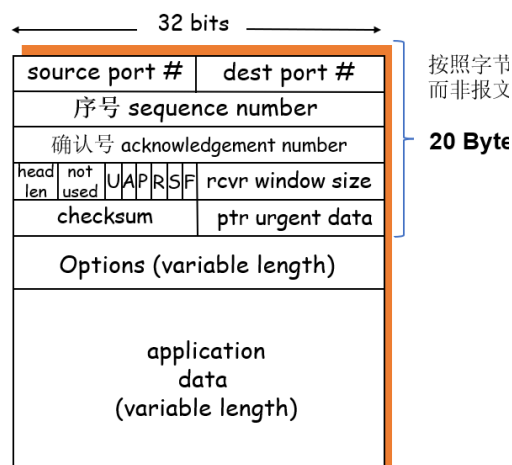 32 bits
source port # dest port #
序号 sequence number
确认号 acknowledgement number
head len not used U A P R S F rcvr window size
checksum ptr urgent data
Options (variable length)
application
data
(variable length)
按照字节
而非报文
20 Byte